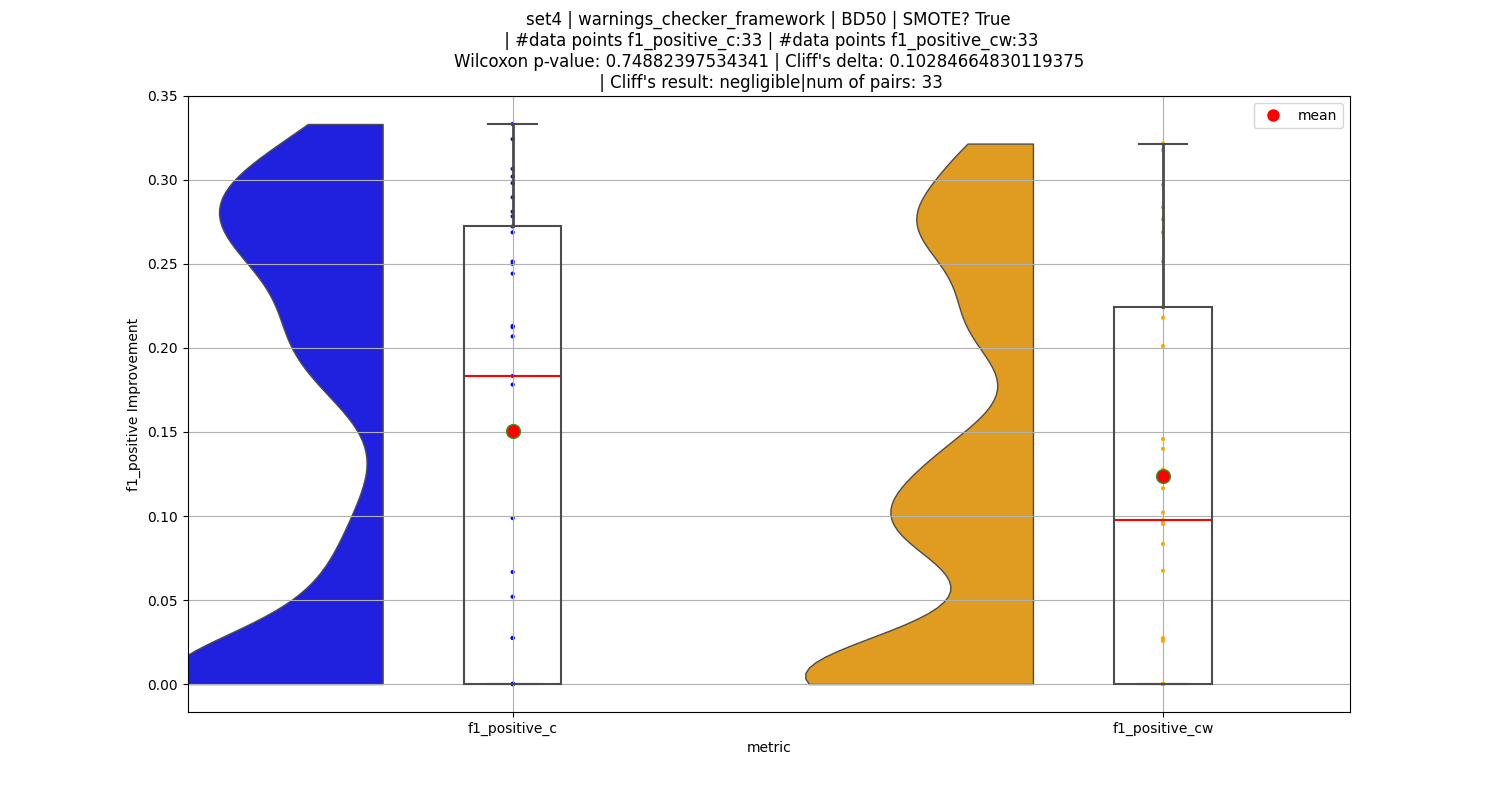 set4 | warnings_checker_framework | BD50 | SMOTE? True
| #data points f1_positive_c:33 | #data points f1_positive_cw:33
Wilcoxon p-value: 0.74882397534341 | Cliff's delta: 0.10284664830119375
| Cliff's result: negligible|num of pairs: 33
mean
0.35
0.30
0.25
0.20
0.15
0.10
0.05
0.00
f1_positive Improvement
f1_positive_c
f1_positive_cw
metric